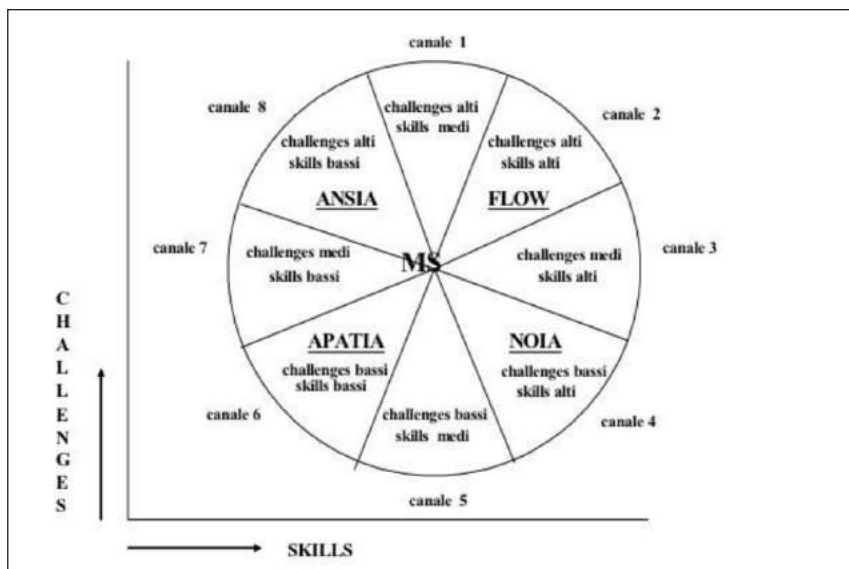 canale 1
canale 8
challenges alti
skills medi
canale 2
challenges alti
skills bassi
challenges alti
skills alti
ANSIA
FLOW
canale 7
challenges medi
skills bassi
MS
challenges medi
skills alti
canale 3
APATIA
NOIA
challenges bassi
skills bassi
challenges bassi
skills alti
canale 6
challenges bassi
skills medi
canale 4
canale 5
CHALLENGES
SKILLS